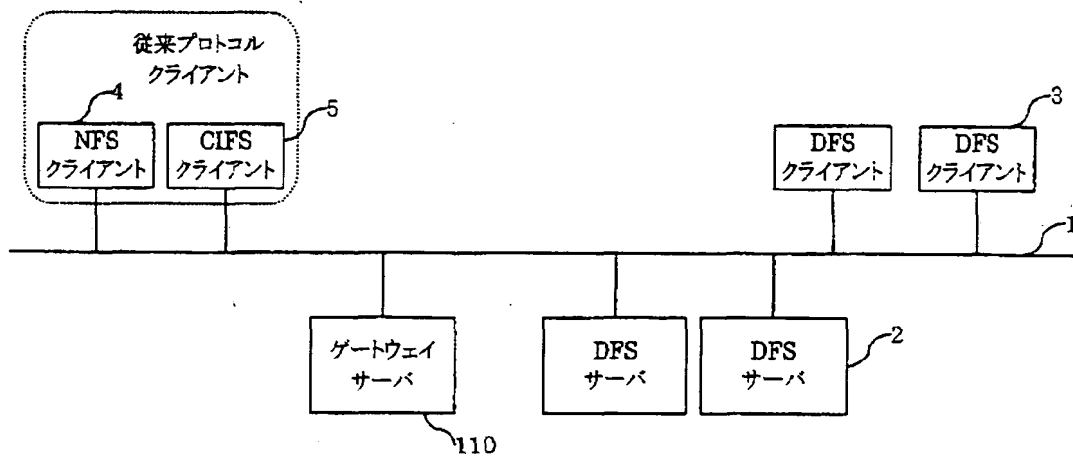 従来プロトコル
クライアント
4
5
NFS
クライアント
CIFS
クライアント
3
DFS
クライアント
DFS
クライアント
1
ゲートウェイ
サーバ
DFS
サーバ
DFS
サーバ
2
110